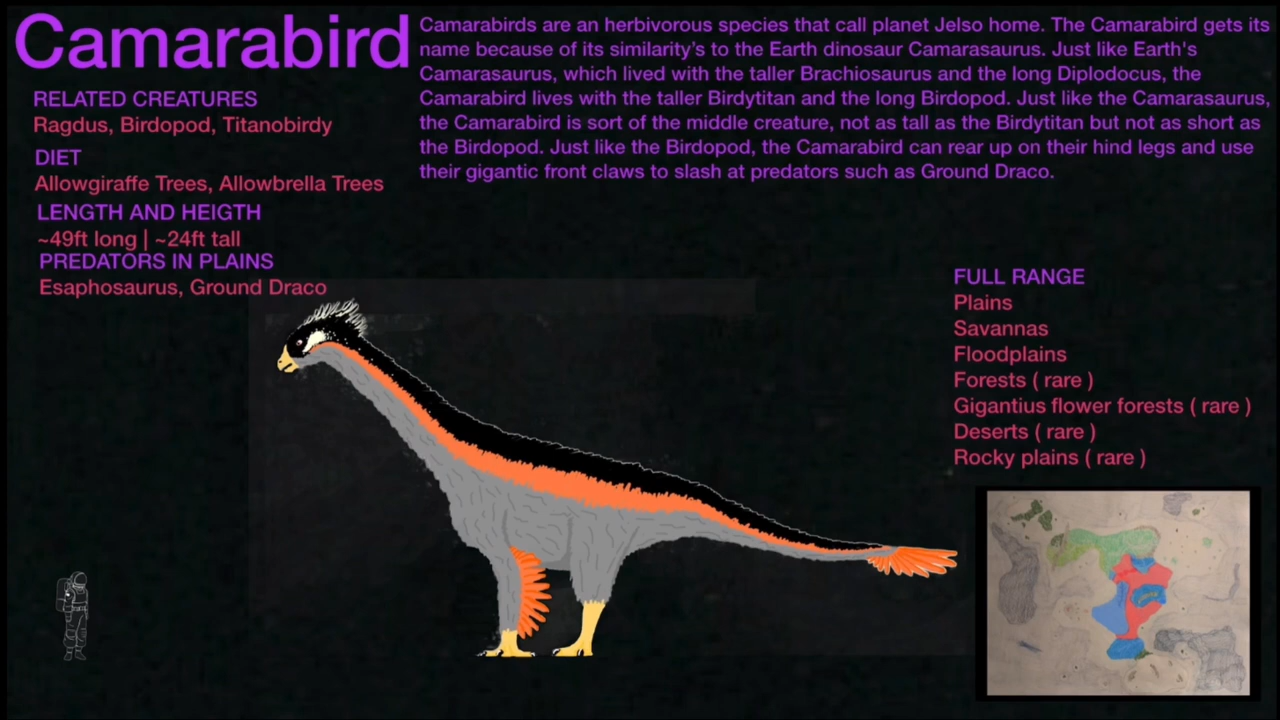 Camarabird
Camarabirds are an herbivorous species that call planet Jelso home. The Camarabird gets its
name because of its similarity's to the Earth dinosaur Camarasaurus. Just like Earth's
Camarasaurus, which lived with the taller Brachiosaurus and the long Diplodocus, the
Camarabird lives with the taller Birdytitan and the long Birdopod. Just like the Camarasaurus,
the Camarabird is sort of the middle creature, not as tall as the Birdytitan but not as short as
the Birdopod. Just like the Birdopod, the Camarabird can rear up on their hind legs and use
their gigantic front claws to slash at predators such as Ground Draco.
RELATED CREATURES
Ragdus, Birdopod, Titanobirdy
DIET
Allowgiraffe Trees, Allowbrella Trees
LENGTH AND HEIGTH
~49ft long | ~24ft tall
PREDATORS IN PLAINS
Esaphosaurus, Ground Draco
FULL RANGE
Plains
Savannas
Floodplains
Forests ( rare )
Gigantius flower forests ( rare )
Deserts ( rare )
Rocky plains ( rare )